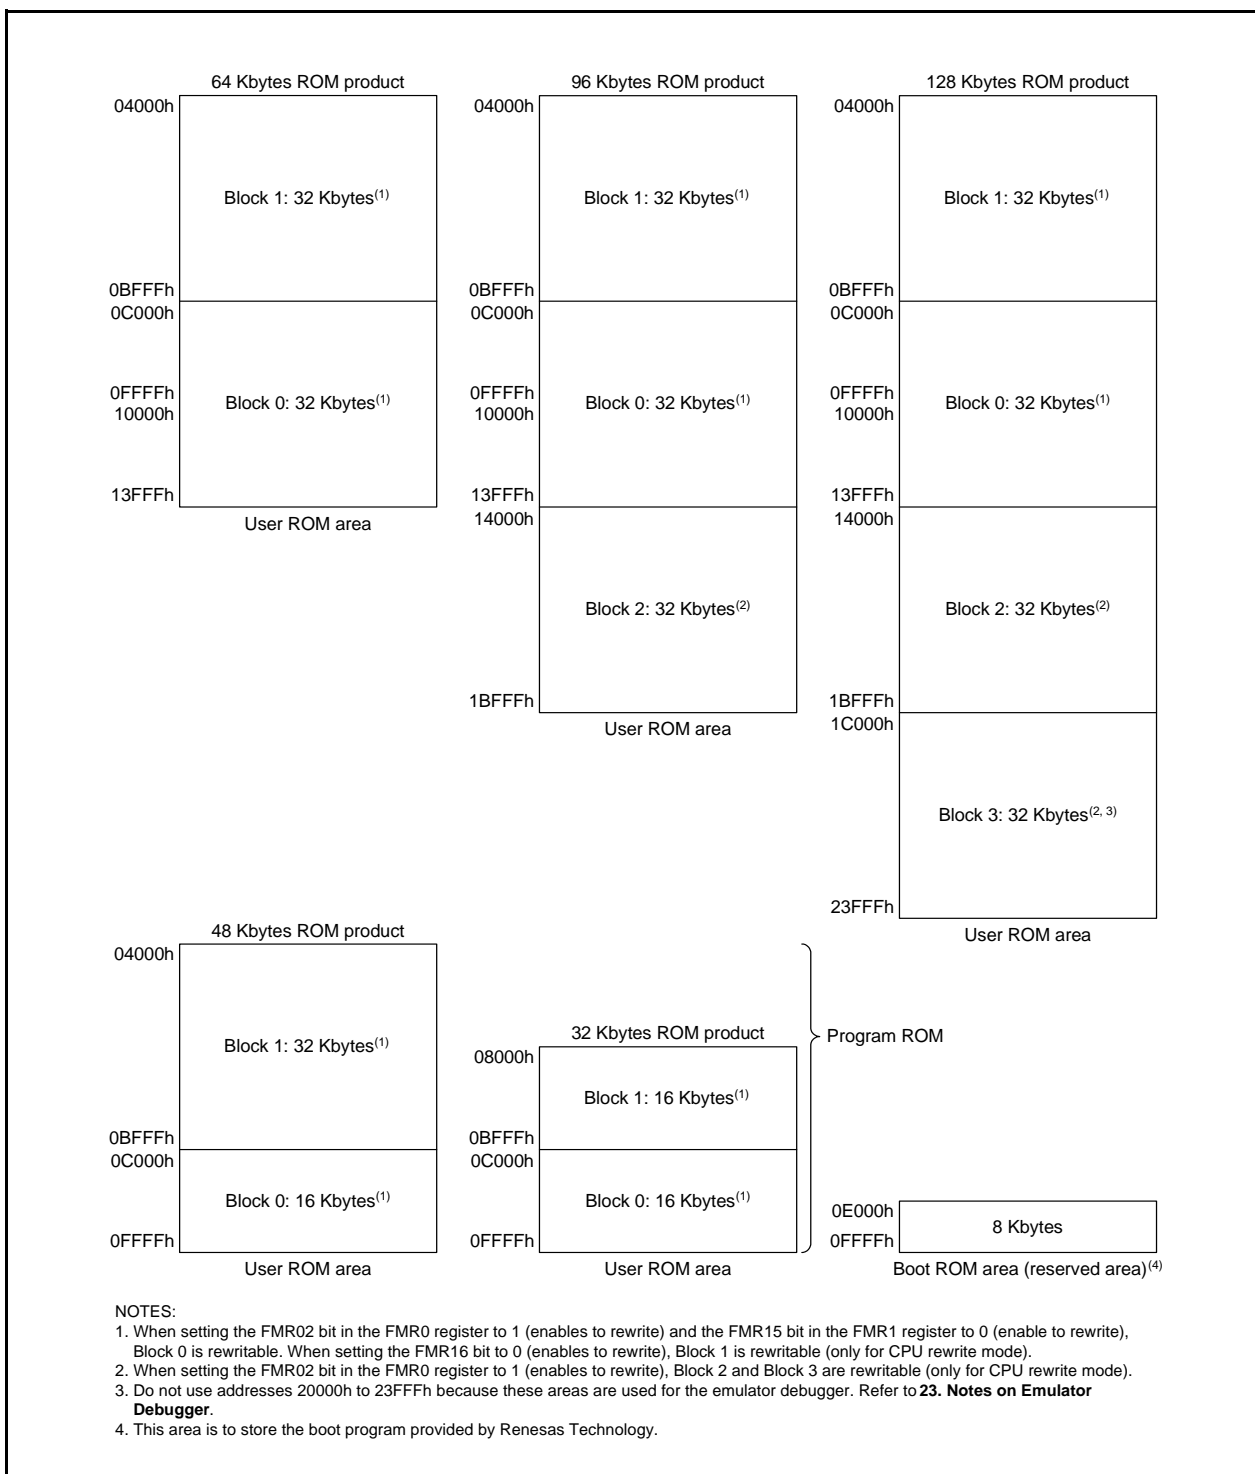 64 Kbytes ROM product
04000h
Block 1: 32 Kbytes(1)
0BFFFh
0C000h
0FFFFh
10000h
Block 0: 32 Kbytes(1)
13FFFh
User ROM area
96 Kbytes ROM product
04000h
Block 1: 32 Kbytes(1)
0BFFFh
0C000h
0FFFFh
10000h
Block 0: 32 Kbytes(1)
13FFFh
14000h
Block 2: 32 Kbytes(2)
1BFFFh
User ROM area
128 Kbytes ROM product
04000h
Block 1: 32 Kbytes(1)
0BFFFh
0C000h
0FFFFh
10000h
Block 0: 32 Kbytes(1)
13FFFh
14000h
Block 2: 32 Kbytes(2)
1BFFFh
1C000h
Block 3: 32 Kbytes(2, 3)
23FFFh
User ROM area
48 Kbytes ROM product
04000h
Block 1: 32 Kbytes(1)
0BFFFh
0C000h
Block 0: 16 Kbytes(1)
0FFFFh
User ROM area
32 Kbytes ROM product
08000h
Block 1: 16 Kbytes(1)
0BFFFh
0C000h
Block 0: 16 Kbytes(1)
0FFFFh
User ROM area
Program ROM
0E000h
8 Kbytes
0FFFFh
Boot ROM area (reserved area)(4)
NOTES:
1. When setting the FMR02 bit in the FMR0 register to 1 (enables to rewrite) and the FMR15 bit in the FMR1 register to 0 (enable to rewrite),
Block 0 is rewritable. When setting the FMR16 bit to 0 (enables to rewrite), Block 1 is rewritable (only for CPU rewrite mode).
2. When setting the FMR02 bit in the FMR0 register to 1 (enables to rewrite), Block 2 and Block 3 are rewritable (only for CPU rewrite mode).
3. Do not use addresses 20000h to 23FFFh because these areas are used for the emulator debugger. Refer to 23. Notes on Emulator
Debugger.
4. This area is to store the boot program provided by Renesas Technology.